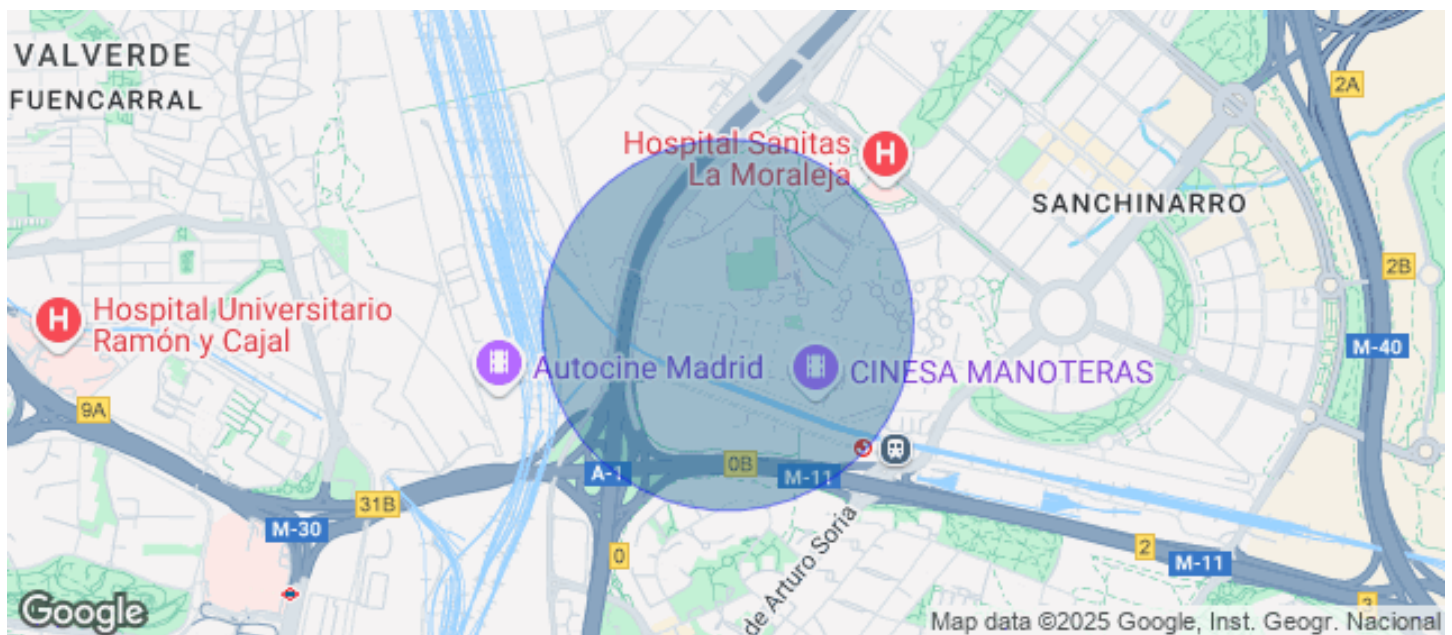 VALVERDE
FUENCARRAL
2A
Hospital Sanitas
La Moraleja
H
SANCHINARRO
2B
H
Hospital Universitario
Ramón y Cajal
M-40
Autocine Madrid
CINESA MANOTERAS
9A
A-1
0B
M-11
31B
M-30
de Arturo Soria
0
2
M-11
3
Google
Map data ©2025 Google, Inst. Geogr. Nacional